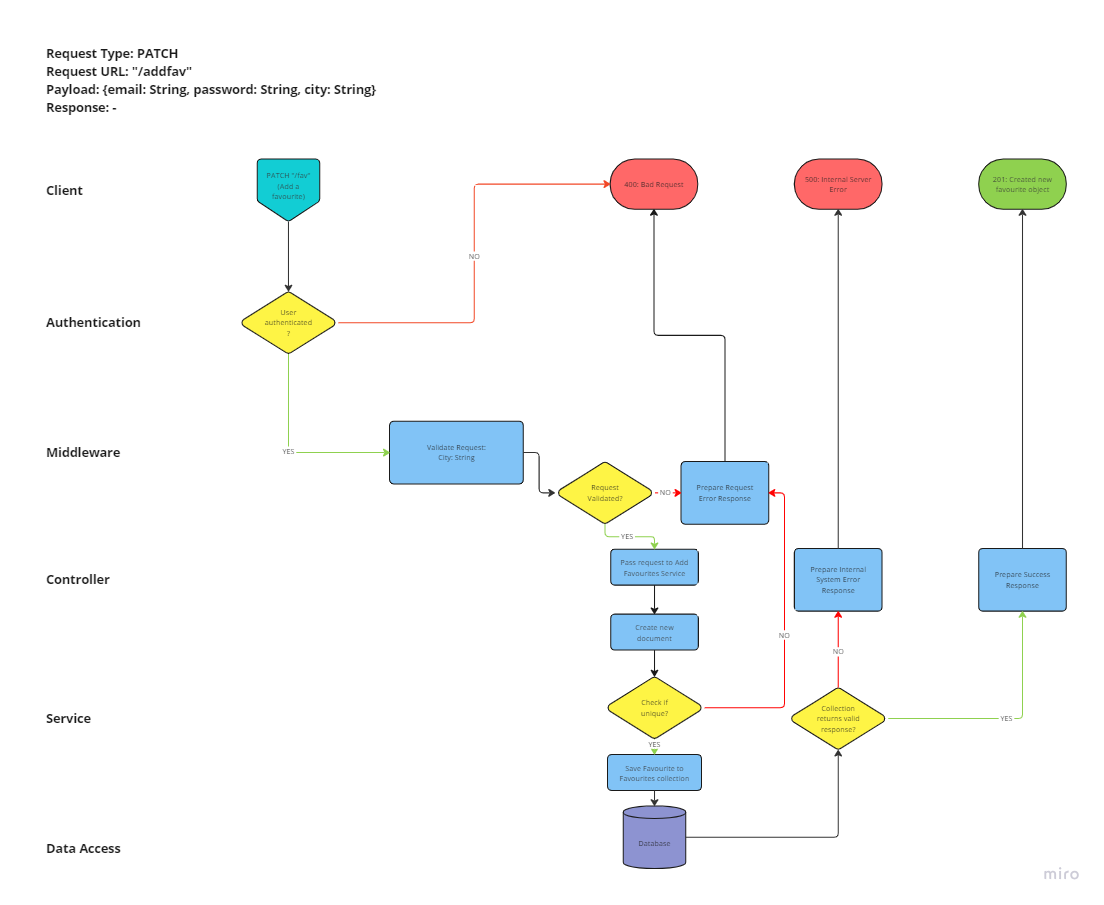 Request Type: PATCH
Request URL: "/addfav"
Payload: {email: String, password: String, city: String}
Response: -
Client
PATCH "/fav"
(Add a
favourite)
400: Bad Request
500: Internal Server
Error
201: Created new
favourite object
NO
Authentication
User
authenticated
?
Middleware
YES
Validate Request:
City: String
Request
Validated?
NO
Prepare Request
Error Response
YES
Controller
Pass request to Add
Favourites Service
Prepare Internal
System Error
Response
Prepare Success
Response
Create new
document
NO
NO
Service
Check if
unique?
Collection
returns valid
response?
YES
YES
Save Favourite to
Favourites collection
Data Access
Database
miro